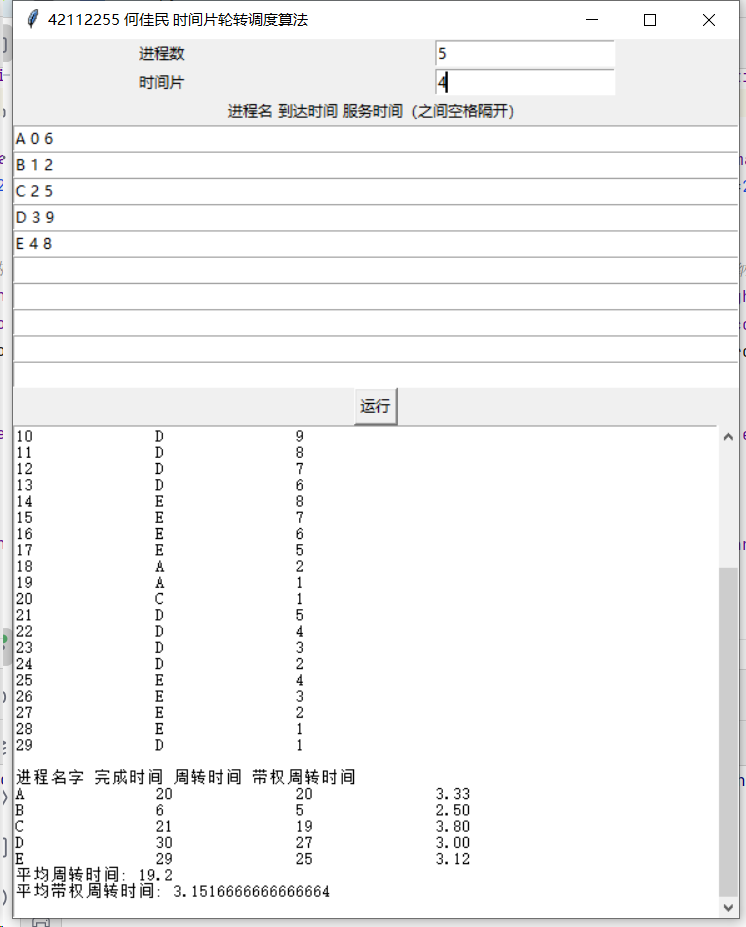 42112255 何佳民 时间片轮转调度算法
进程数 5
时间片 4
进程名 到达时间 服务时间（之间空格隔开）
A 0 6
B 1 2
C 2 5
D 3 9
E 4 8
运行
10 D 9
11 D 8
12 D 7
13 D 6
14 E 8
15 E 7
16 E 6
17 E 5
18 A 2
19 A 1
20 C 1
21 D 5
22 D 4
23 D 3
24 D 2
25 E 4
26 E 3
27 E 2
28 E 1
29 D 1
进程名字 完成时间 周转时间 带权周转时间
A 20 20 3.33
B 6 5 2.50
C 21 19 3.80
D 30 27 3.00
E 29 25 3.12
平均周转时间: 19.2
平均带权周转时间: 3.1516666666666664